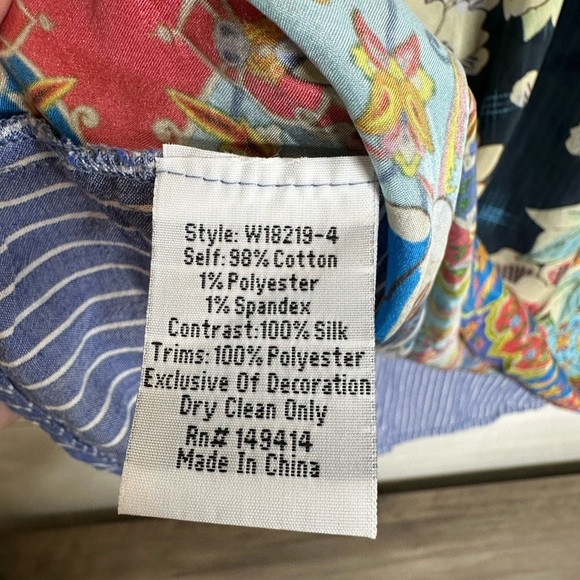 Style: W18219-4
Self: 98% Cotton
1% Polyester
1% Spandex
Contrast:100% Silk
Trims: 100% Polyester
Exclusive Of Decoration
Dry Clean Only
Rn# 149414
Made In China